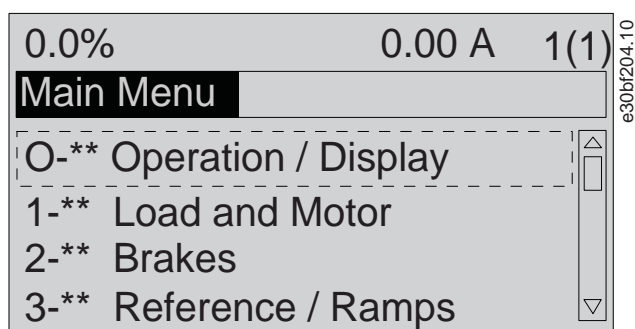 0.0% 0.00 A 1(1)
Main Menu
O-** Operation / Display
1-** Load and Motor
2-** Brakes
3-** Reference / Ramps
e30bf204.10